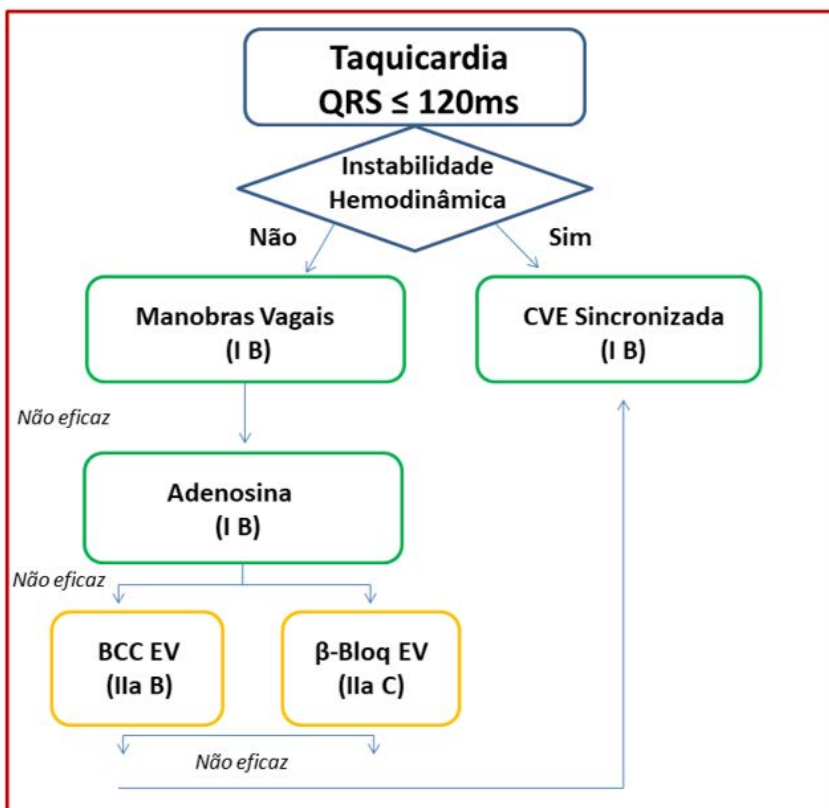 Taquicardia
QRS ≤ 120ms
Instabilidade
Hemodinâmica
Não
Sim
Manobras Vagais
(I B)
CVE Sincronizada
(I B)
Não eficaz
Adenosina
(I B)
Não eficaz
BCC EV
(IIa B)
β-Bloq EV
(IIa C)
Não eficaz